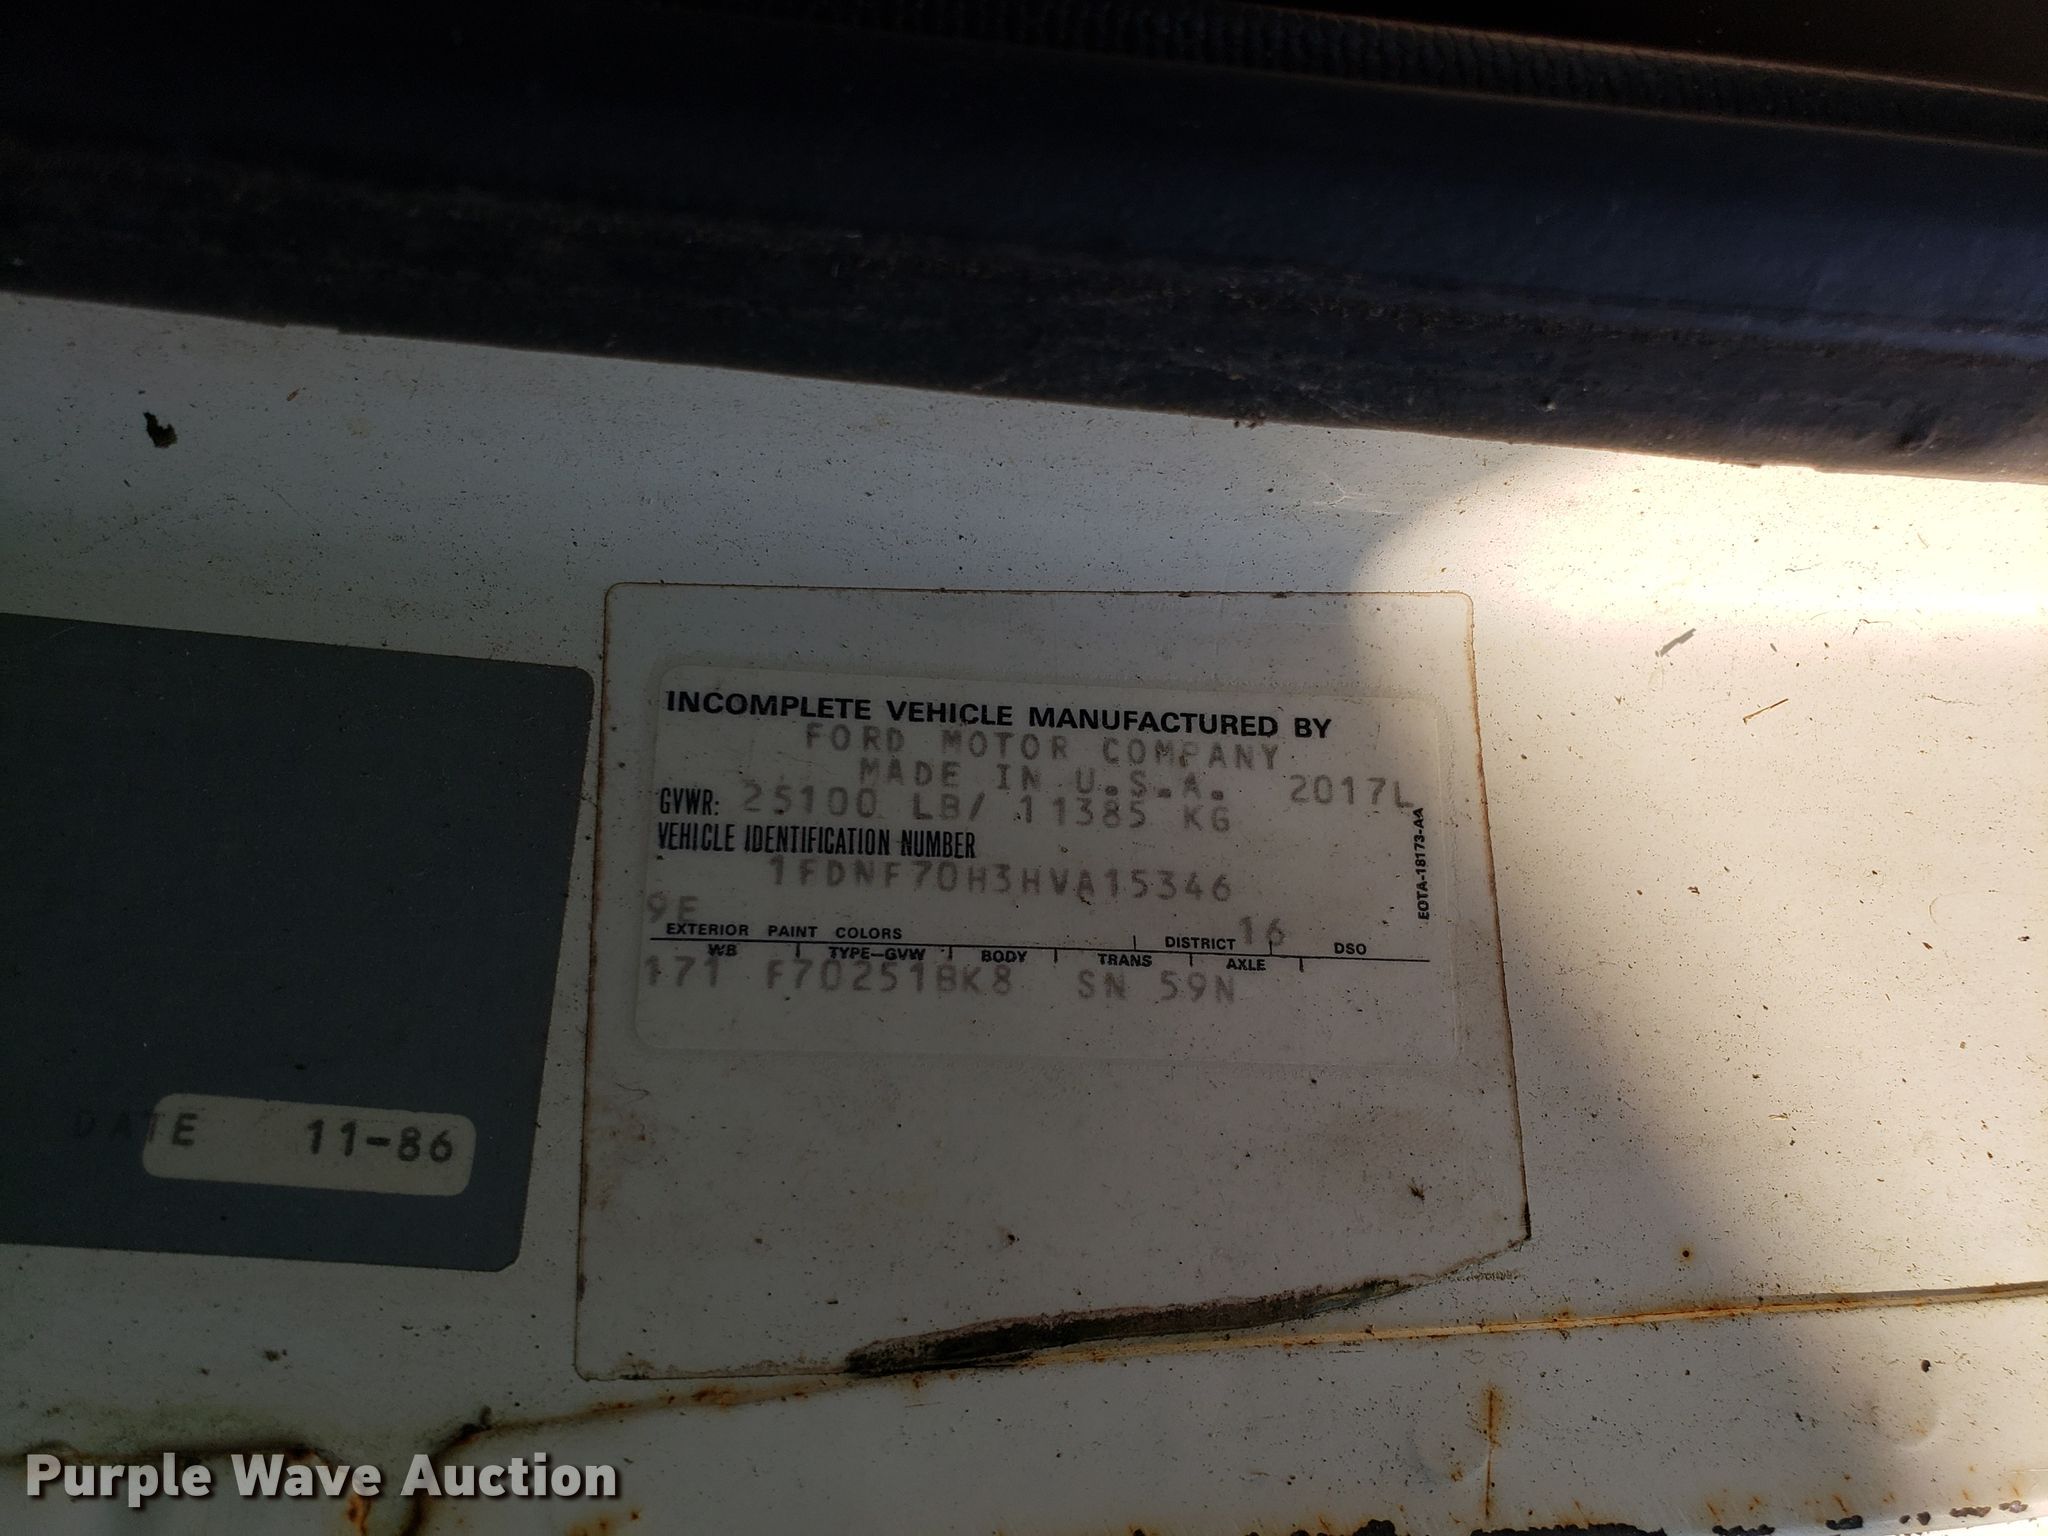 INCOMPLETE VEHICLE MANUFACTURED BY
FORD MOTOR COMPANY
MADE IN U.S.A. 2017L
GVWR: 25100 LB/ 11385 KG
VEHICLE IDENTIFICATION NUMBER
1FDNF70H3HVA15346
EOTA-18173-AA
9E
EXTERIOR PAINT COLORS DISTRICT 16 DSO
WB TYPE-GVW BODY TRANS AXLE
171 F70251BK8 SN 59N
DATE 11-86
Purple Wave Auction